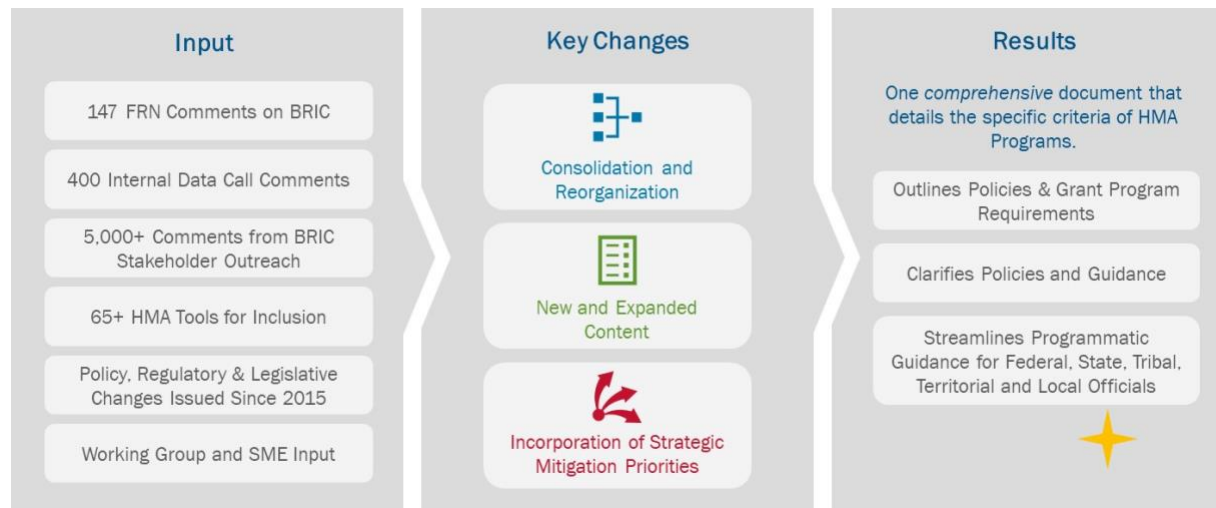 Input
147 FRN Comments on BRIC
400 Internal Data Call Comments
5,000+ Comments from BRIC
Stakeholder Outreach
65+ HMA Tools for Inclusion
Policy, Regulatory & Legislative
Changes Issued Since 2015
Working Group and SME Input
Key Changes
Consolidation and
Reorganization
New and Expanded
Content
Incorporation of Strategic
Mitigation Priorities
Results
One comprehensive document that
details the specific criteria of HMA
Programs.
Outlines Policies & Grant Program
Requirements
Clarifies Policies and Guidance
Streamlines Programmatic
Guidance for Federal, State, Tribal,
Territorial and Local Officials